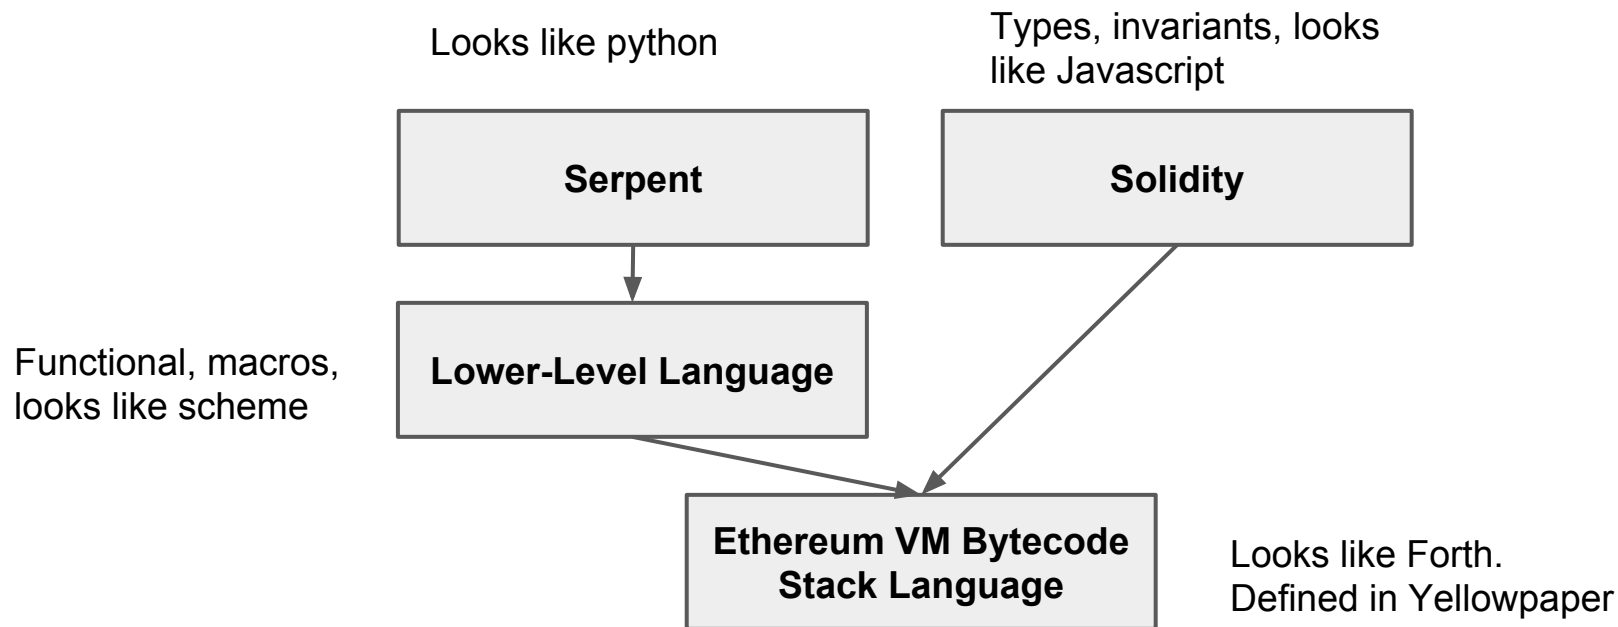 Looks like python
Types, invariants, looks
like Javascript
Serpent
Solidity
Functional, macros,
looks like scheme
Lower-Level Language
Ethereum VM Bytecode
Stack Language
Looks like Forth.
Defined in Yellowpaper